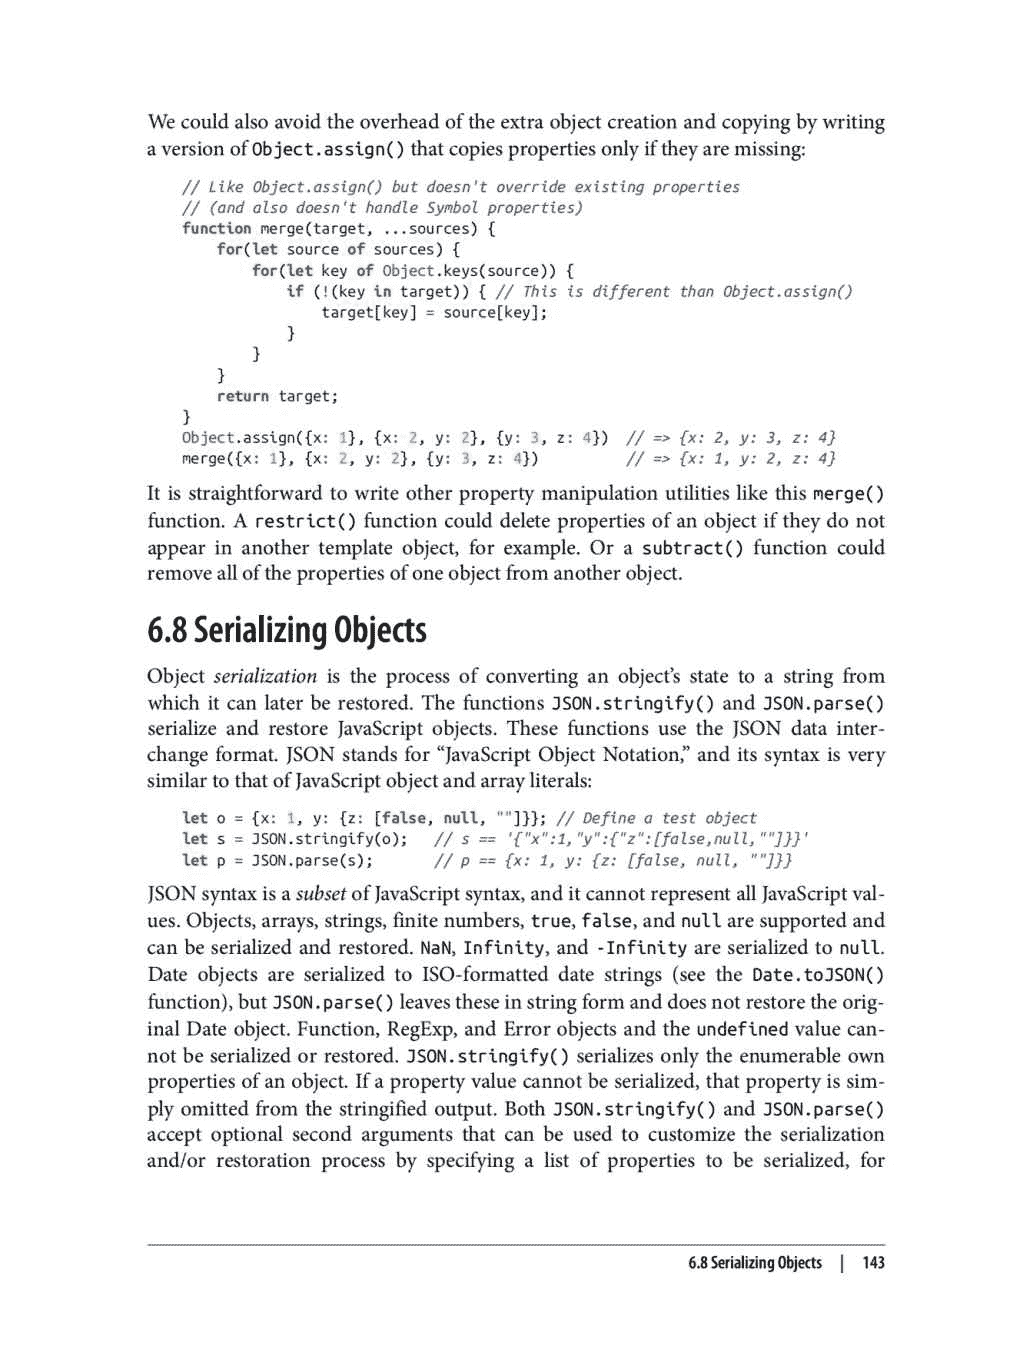 We could also avoid the overhead of the extra object creation and copying by writing
a version of Object.assign() that copies properties only if they are missing:
// Like Object.assign() but doesn't override existing properties
// (and also doesn't handle Symbol properties)
function merge(target, ...sources) {
    for(let source of sources) {
        for(let key of Object.keys(source)) {
            if (!(key in target)) { // This is different than Object.assign()
                target[key] = source[key];
            }
        }
    }
    return target;
}
Object.assign({x: 1}, {x: 2, y: 2}, {y: 3, z: 4})  // => {x: 2, y: 3, z: 4}
merge({x: 1}, {x: 2, y: 2}, {y: 3, z: 4})          // => {x: 1, y: 2, z: 4}
It is straightforward to write other property manipulation utilities like this merge()
function. A restrict() function could delete properties of an object if they do not
appear in another template object, for example. Or a subtract() function could
remove all of the properties of one object from another object.
6.8 Serializing Objects
Object serialization is the process of converting an object’s state to a string from
which it can later be restored. The functions JSON.stringify() and JSON.parse()
serialize and restore JavaScript objects. These functions use the JSON data inter-
change format. JSON stands for “JavaScript Object Notation,” and its syntax is very
similar to that of JavaScript object and array literals:
let o = {x: 1, y: {z: [false, null, ""]}}; // Define a test object
let s = JSON.stringify(o);   // s == '{"x":1,"y":{"z":[false,null,""]}}'
let p = JSON.parse(s);       // p == {x: 1, y: {z: [false, null, ""]}}
JSON syntax is a subset of JavaScript syntax, and it cannot represent all JavaScript val-
ues. Objects, arrays, strings, finite numbers, true, false, and null are supported and
can be serialized and restored. NaN, Infinity, and -Infinity are serialized to null.
Date objects are serialized to ISO-formatted date strings (see the Date.toJSON()
function), but JSON.parse() leaves these in string form and does not restore the orig-
inal Date object. Function, RegExp, and Error objects and the undefined value can-
not be serialized or restored. JSON.stringify() serializes only the enumerable own
properties of an object. If a property value cannot be serialized, that property is sim-
ply omitted from the stringified output. Both JSON.stringify() and JSON.parse()
accept optional second arguments that can be used to customize the serialization
and/or restoration process by specifying a list of properties to be serialized, for
6.8 Serializing Objects | 143